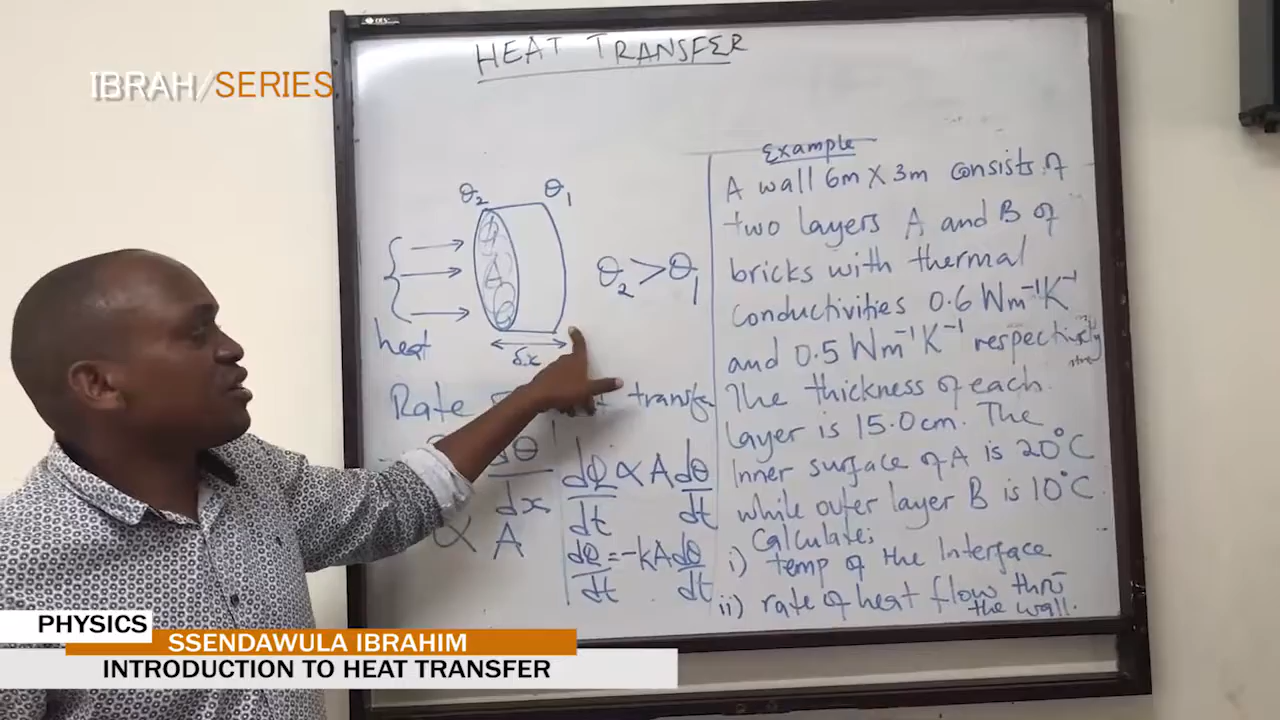 IBRAH/SERIES
HEAT TRANSFER
θ₂ θ₁
A
heat
δx
θ₂ > θ₁
Rate transfer
dθ
dx
∝ A
dQ ∝ A dθ
dt dt
dQ = -kA dθ
dt dt
Example
A wall 6m X 3m consists of
two layers A and B of
bricks with thermal
conductivities 0.6 Wm⁻¹K⁻¹
and 0.5 Wm⁻¹K⁻¹ respectively
The thickness of each
layer is 15.0cm. The
Inner surface of A is 20°C
while outer layer B is 10°C
Calculate;
i) temp of the Interface
ii) rate of heat flow thro
the wall.
PHYSICS
SSENDAWULA IBRAHIM
INTRODUCTION TO HEAT TRANSFER